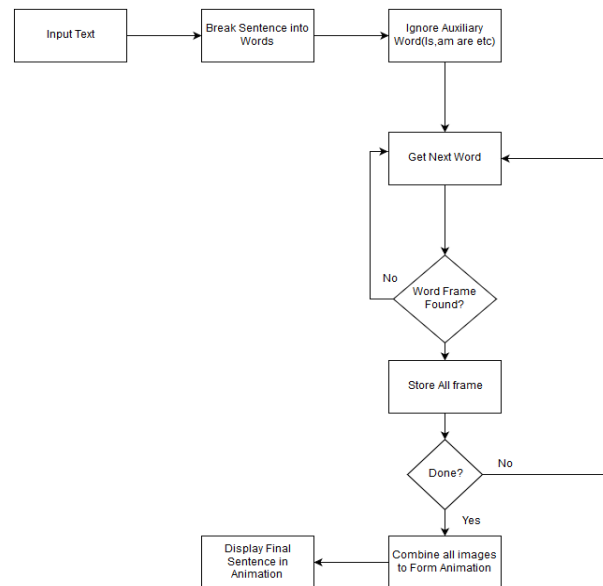 Input Text
Break Sentence into
Words
Ignore Auxiliary
Word(Is,am are etc)
Get Next Word
No
Word Frame
Found?
Store All frame
Done?
No
Yes
Display Final
Sentence in
Animation
Combine all images
to Form Animation